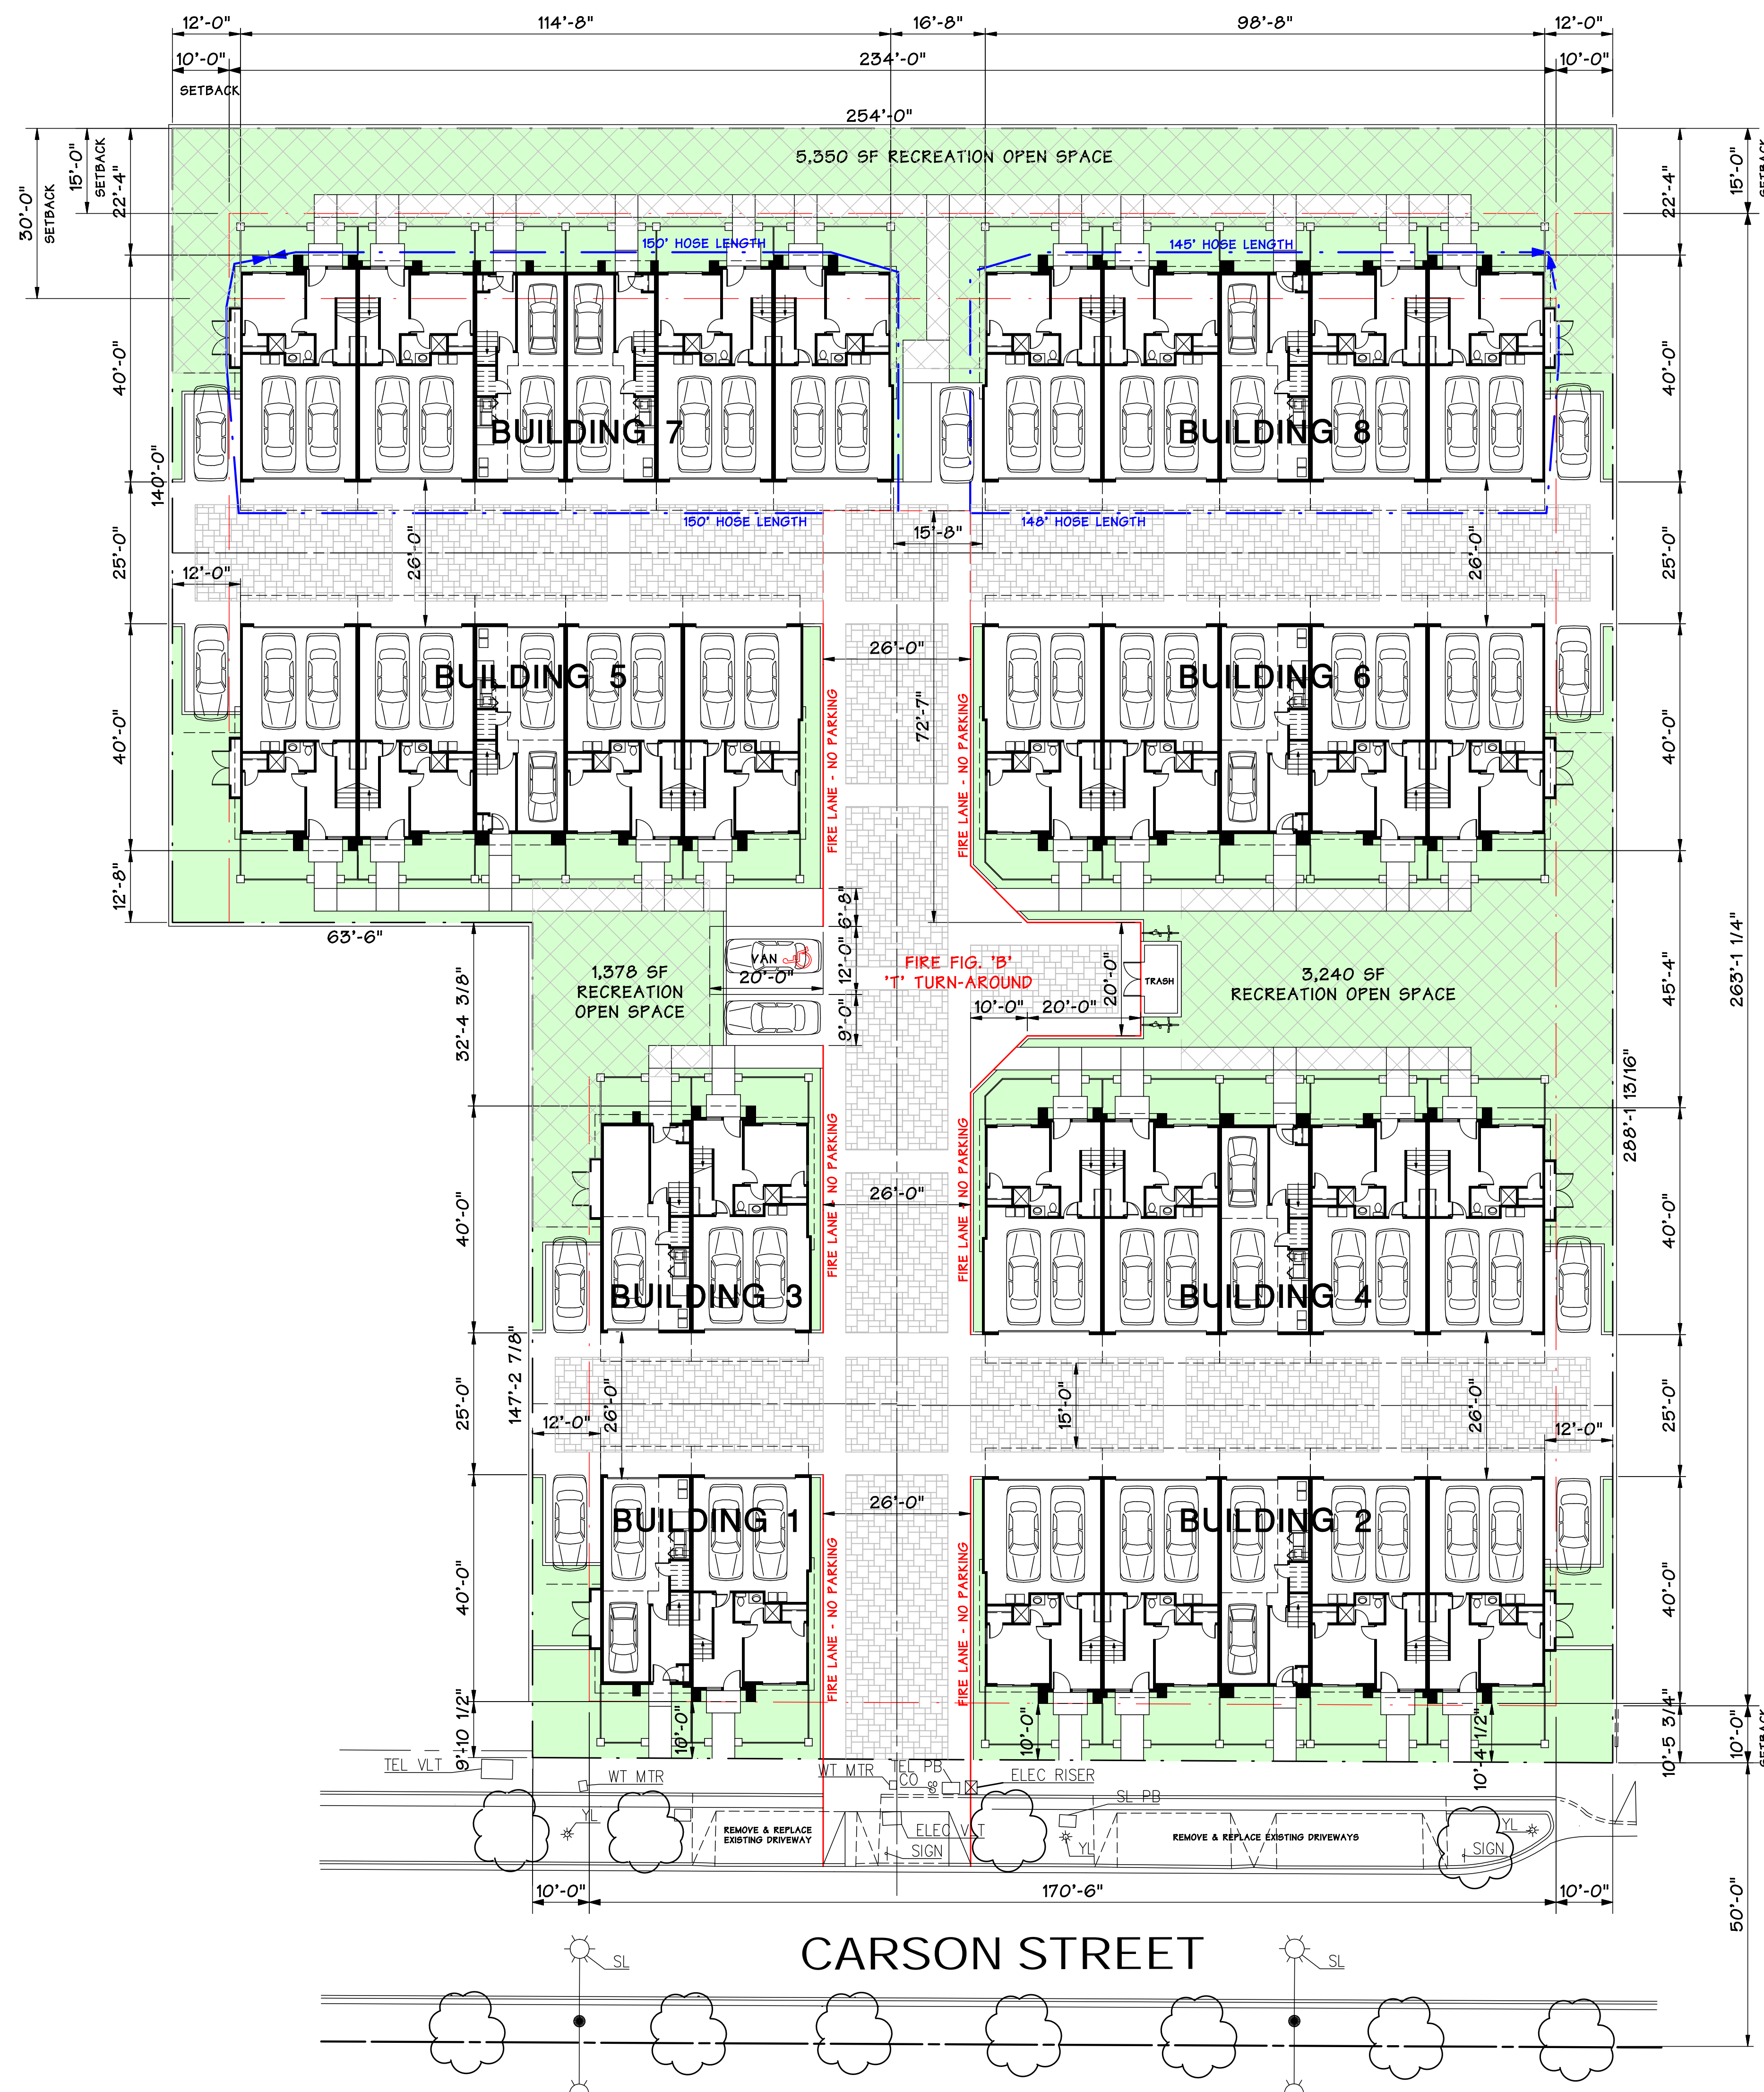 12'-0"
114'-8"
16'-8"
98'-8"
12'-0"
10'-0"
234'-0"
10'-0"
SETBACK
254'-0"
5,350 SF RECREATION OPEN SPACE
30'-0"
SETBACK
15'-0"
SETBACK
22'-4"
22'-4"
15'-0"
SETBACK
150' HOSE LENGTH
145' HOSE LENGTH
40'-0"
40'-0"
BUILDING 7
BUILDING 8
140'-0"
150' HOSE LENGTH
148' HOSE LENGTH
15'-8"
25'-0"
26'-0"
26'-0"
25'-0"
12'-0"
26'-0"
BUILDING 5
BUILDING 6
40'-0"
72'-7"
40'-0"
FIRE LANE - NO PARKING
FIRE LANE - NO PARKING
12'-8"
6'-8"
63'-6"
263'-1 1/4"
1,378 SF
RECREATION
OPEN SPACE
VAN
20'-0"
12'-0"
9'-0"
FIRE FIG. 'B'
'T' TURN-AROUND
10'-0"
20'-0"
20'-0"
TRASH
3,240 SF
RECREATION OPEN SPACE
45'-4"
32'-4 3/8"
288'-1 13/16"
FIRE LANE - NO PARKING
FIRE LANE - NO PARKING
26'-0"
40'-0"
40'-0"
BUILDING 3
BUILDING 4
147'-2 7/8"
25'-0"
26'-0"
15'-0"
26'-0"
25'-0"
12'-0"
12'-0"
26'-0"
BUILDING 1
BUILDING 2
40'-0"
40'-0"
FIRE LANE - NO PARKING
FIRE LANE - NO PARKING
9'-10 1/2"
10'-0"
10'-0"
10'-4 1/2"
10'-5 3/4"
10'-0"
SETBACK
TEL VLT
WT MTR
WT MTR
TEL PB
CO
ELEC RISER
SL PB
YL
REMOVE & REPLACE
EXISTING DRIVEWAY
ELEC VLT
SIGN
YL
REMOVE & REPLACE EXISTING DRIVEWAYS
YL
SIGN
10'-0"
170'-6"
10'-0"
50'-0"
CARSON STREET
SL
SL